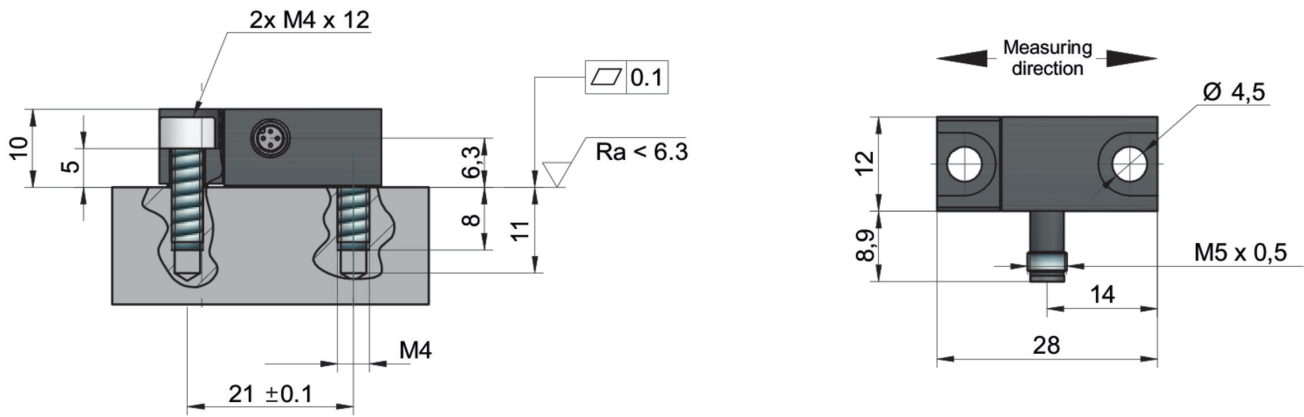 2x M4 x 12
10
5
6,3
8
11
0.1
Ra < 6.3
M4
21 ±0.1
Measuring
direction
Ø 4,5
12
8,9
M5 x 0,5
14
28